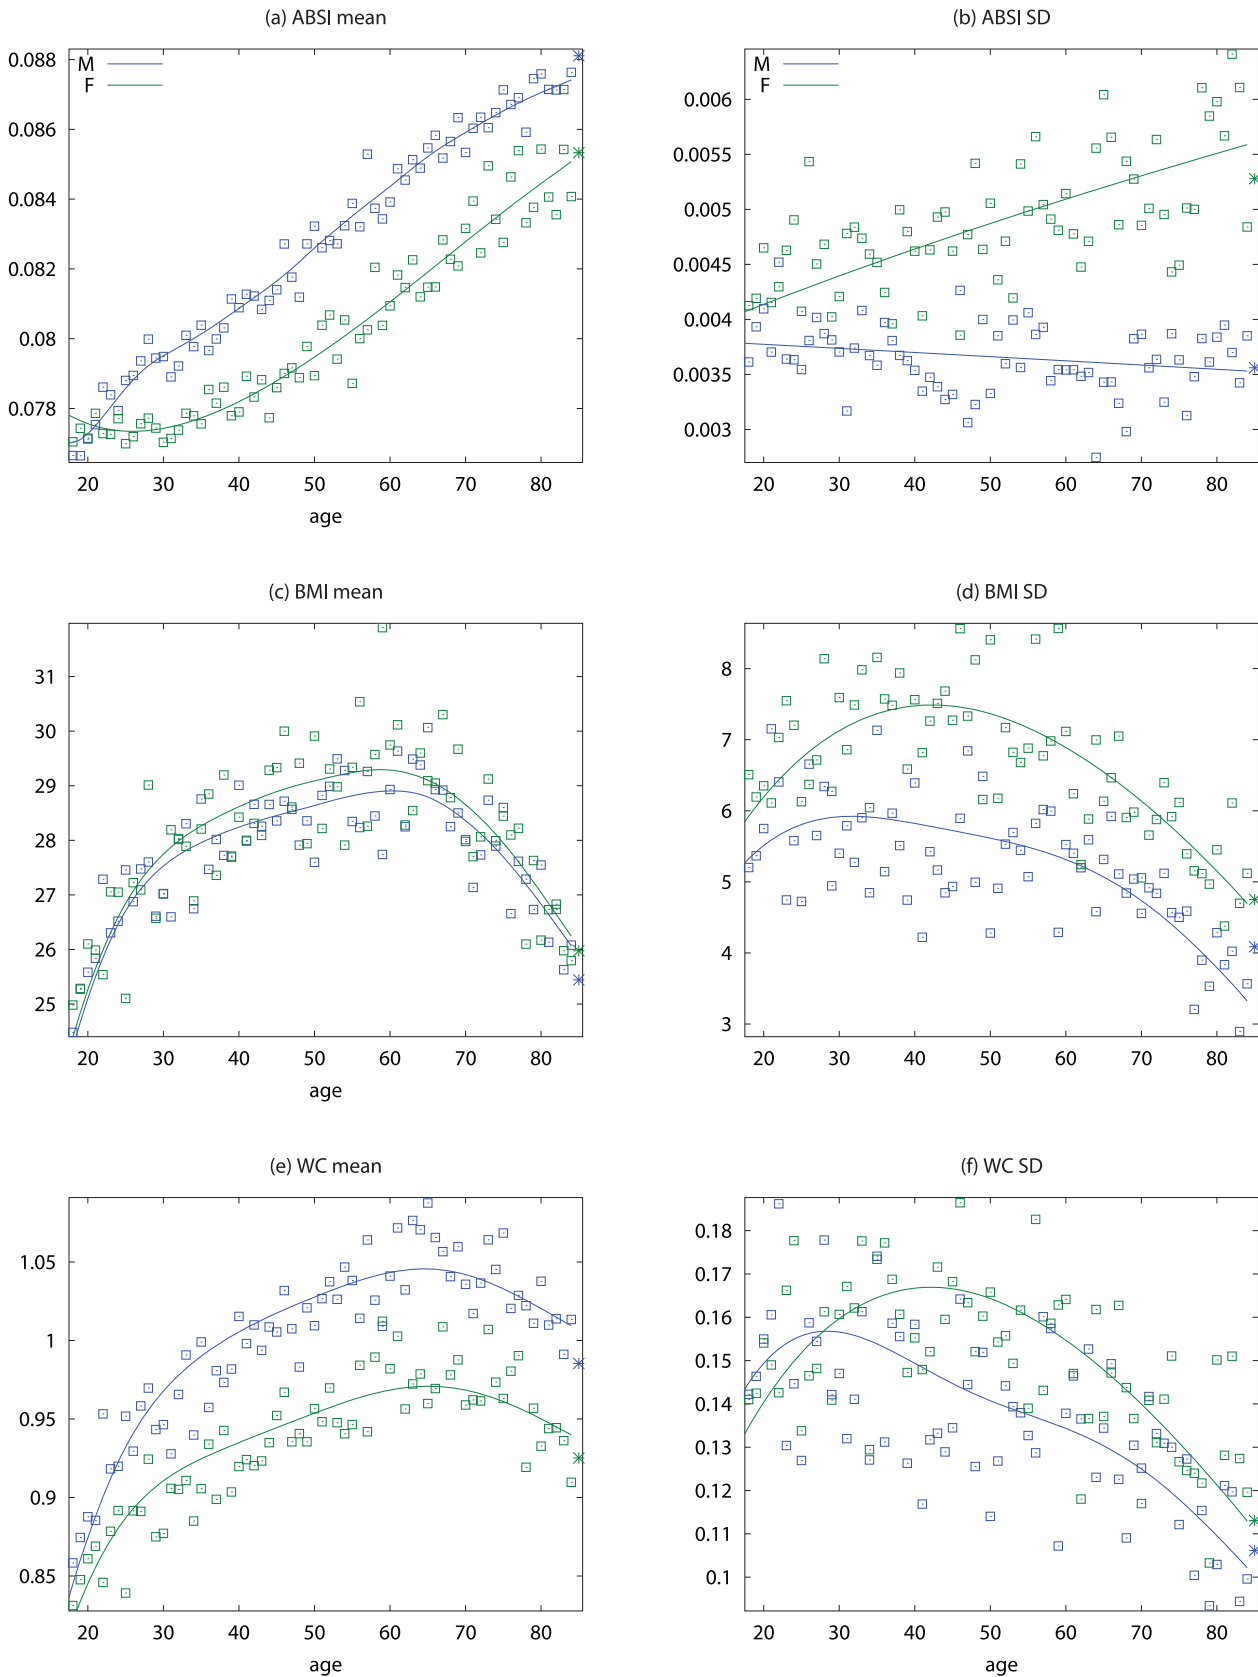 (a) ABSI mean
(b) ABSI SD
M
F
0.088
0.086
0.084
0.082
0.08
0.078
20 30 40 50 60 70 80
age
M
F
0.006
0.0055
0.005
0.0045
0.004
0.0035
0.003
20 30 40 50 60 70 80
age
(c) BMI mean
(d) BMI SD
31
30
29
28
27
26
25
20 30 40 50 60 70 80
age
8
7
6
5
4
3
20 30 40 50 60 70 80
age
(e) WC mean
(f) WC SD
1.05
1
0.95
0.9
0.85
20 30 40 50 60 70 80
age
0.18
0.17
0.16
0.15
0.14
0.13
0.12
0.11
0.1
20 30 40 50 60 70 80
age